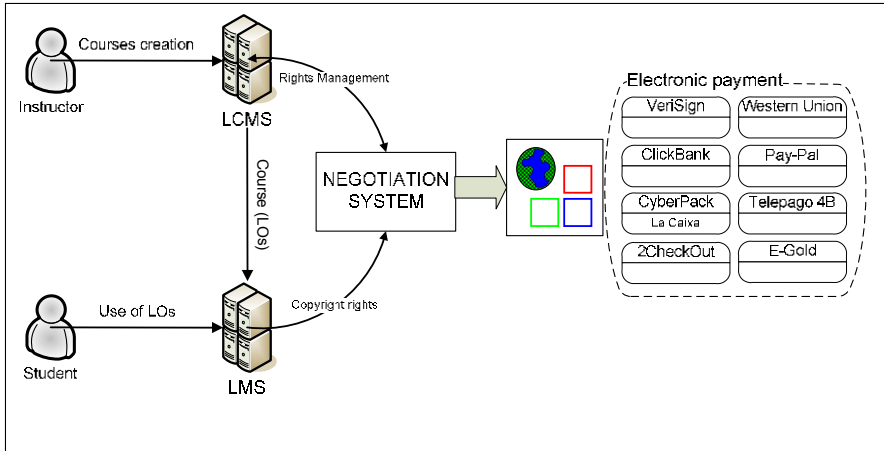 Courses creation
Instructor
LCMS
Rights Management
Course (LOs)
NEGOTIATION
SYSTEM
Use of LOs
Student
LMS
Copyright rights
Electronic payment
VeriSign
Western Union
ClickBank
Pay-Pal
CyberPack
La Caixa
Telepago 4B
2CheckOut
E-Gold